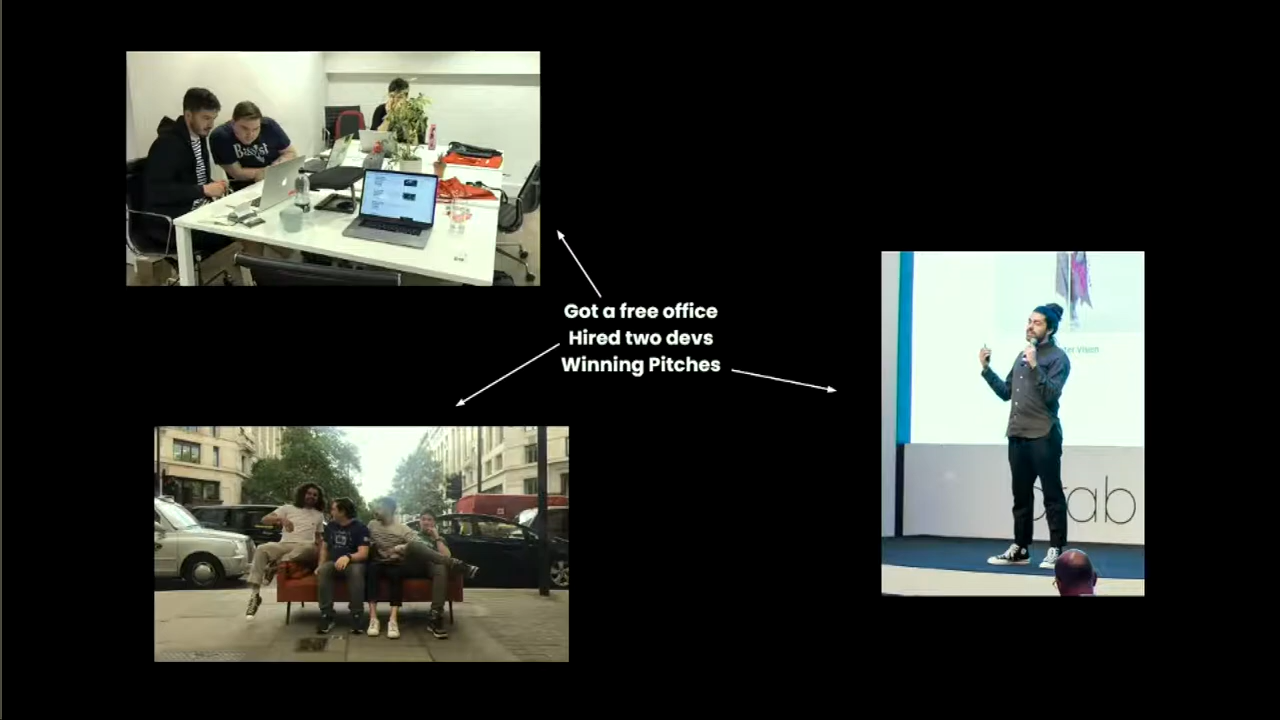 Got a free office
Hired two devs
Winning Pitches